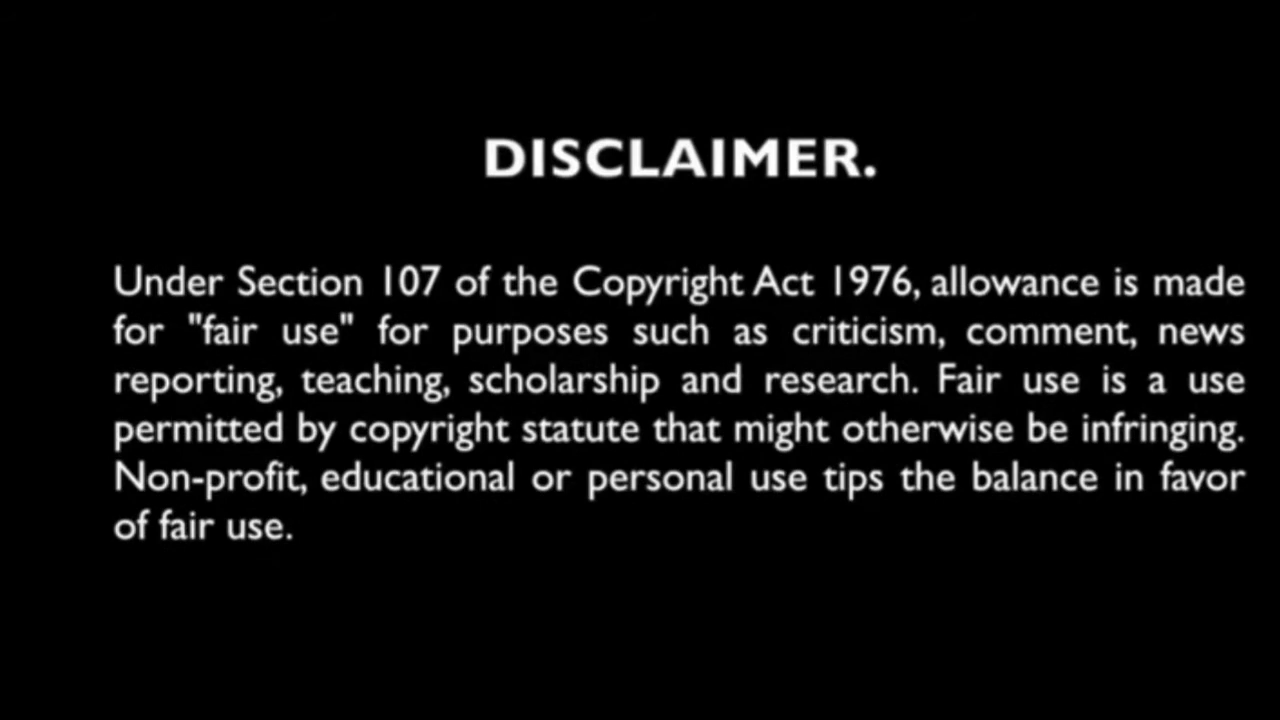 DISCLAIMER.
Under Section 107 of the Copyright Act 1976, allowance is made
for "fair use" for purposes such as criticism, comment, news
reporting, teaching, scholarship and research. Fair use is a use
permitted by copyright statute that might otherwise be infringing.
Non-profit, educational or personal use tips the balance in favor
of fair use.